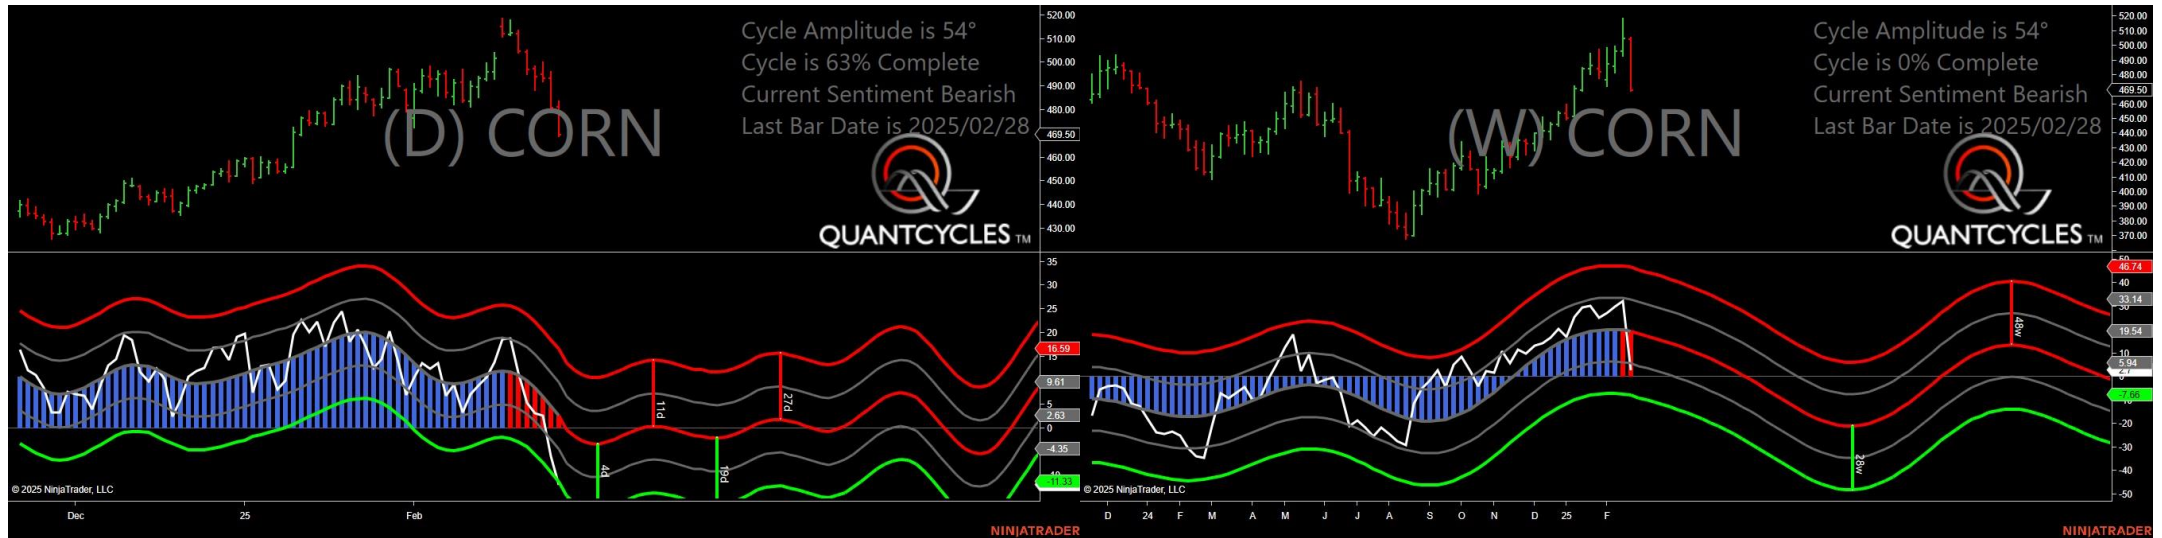 Cycle Amplitude is 54°
Cycle is 63% Complete
Current Sentiment Bearish
Last Bar Date is 2025/02/28
(D) CORN
QUANTCYCLES TM
520.00
510.00
500.00
490.00
480.00
469.50
460.00
450.00
440.00
430.00
35
30
25
20
16.59
15
9.61
5
2.63
0
-4.35
-11.33
4d
11d
19d
27d
© 2025 NinjaTrader, LLC
Dec
25
Feb
NINJATRADER
Cycle Amplitude is 54°
Cycle is 0% Complete
Current Sentiment Bearish
Last Bar Date is 2025/02/28
(W) CORN
QUANTCYCLES TM
520.00
510.00
500.00
490.00
480.00
469.50
460.00
450.00
440.00
430.00
420.00
410.00
400.00
390.00
380.00
370.00
46.74
40
33.14
19.54
10
5.94
2.7
-7.66
-20
-30
-40
-50
28w
48w
© 2025 NinjaTrader, LLC
D 24 F M A M J J A S O N D 25 F
NINJATRADER